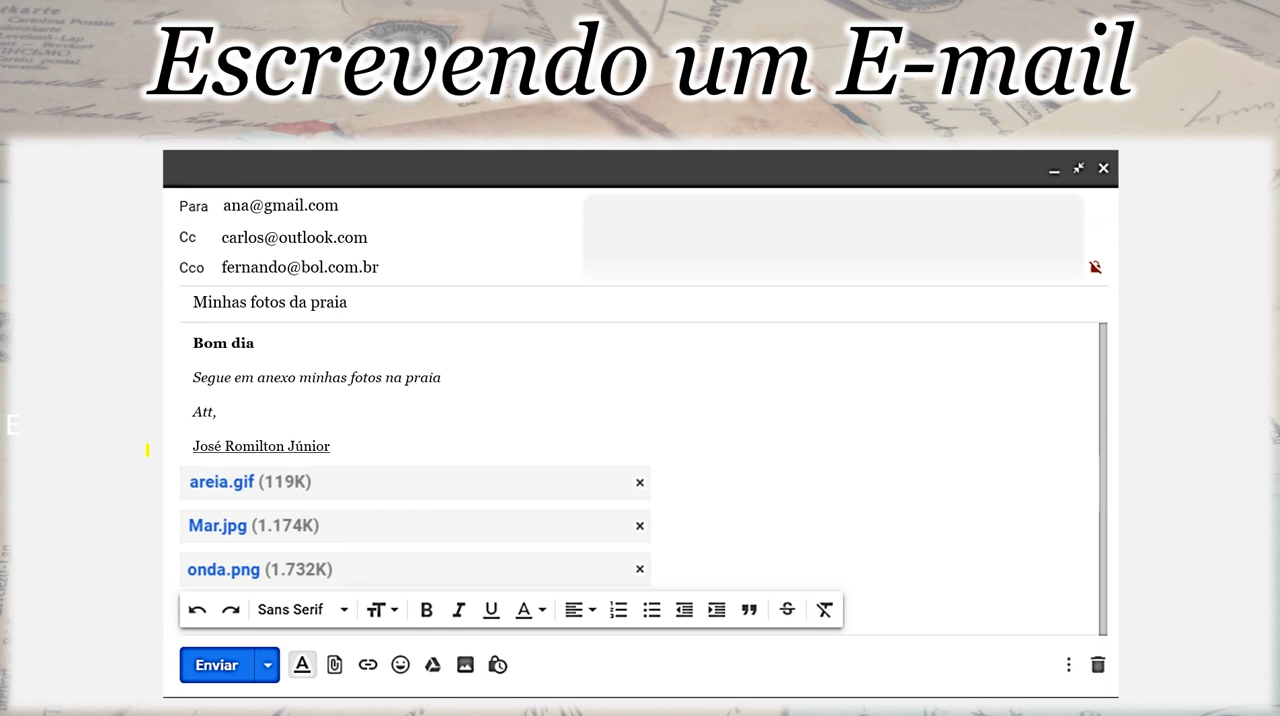 Escrevendo um E-mail
Para ana@gmail.com
Cc carlos@outlook.com
Cco fernando@bol.com.br
Minhas fotos da praia
Bom dia
Segue em anexo minhas fotos na praia
Att,
E
José Romilton Júnior
areia.gif (119K)
Mar.jpg (1.174K)
onda.png (1.732K)
Sans Serif
Enviar